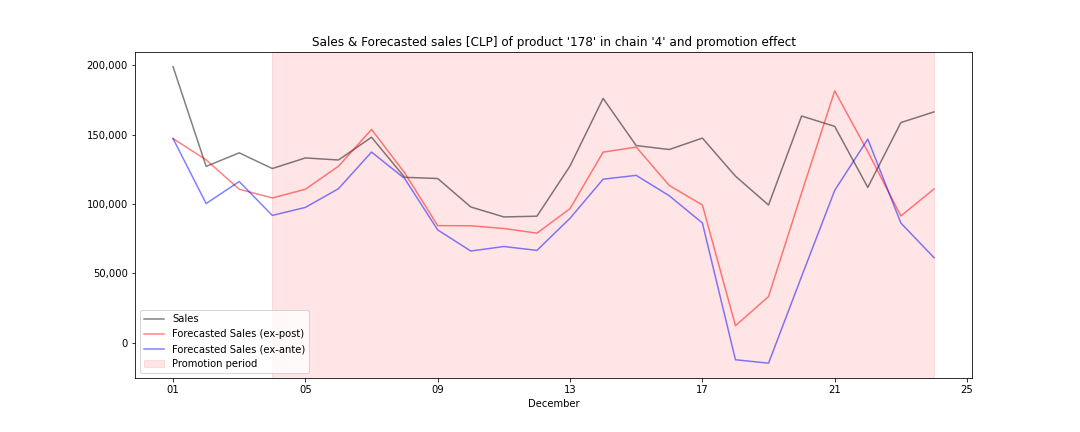 Sales & Forecasted sales [CLP] of product '178' in chain '4' and promotion effect
200,000
150,000
100,000
50,000
0
Sales
Forecasted Sales (ex-post)
Forecasted Sales (ex-ante)
Promotion period
01 05 09 13 17 21 25
December